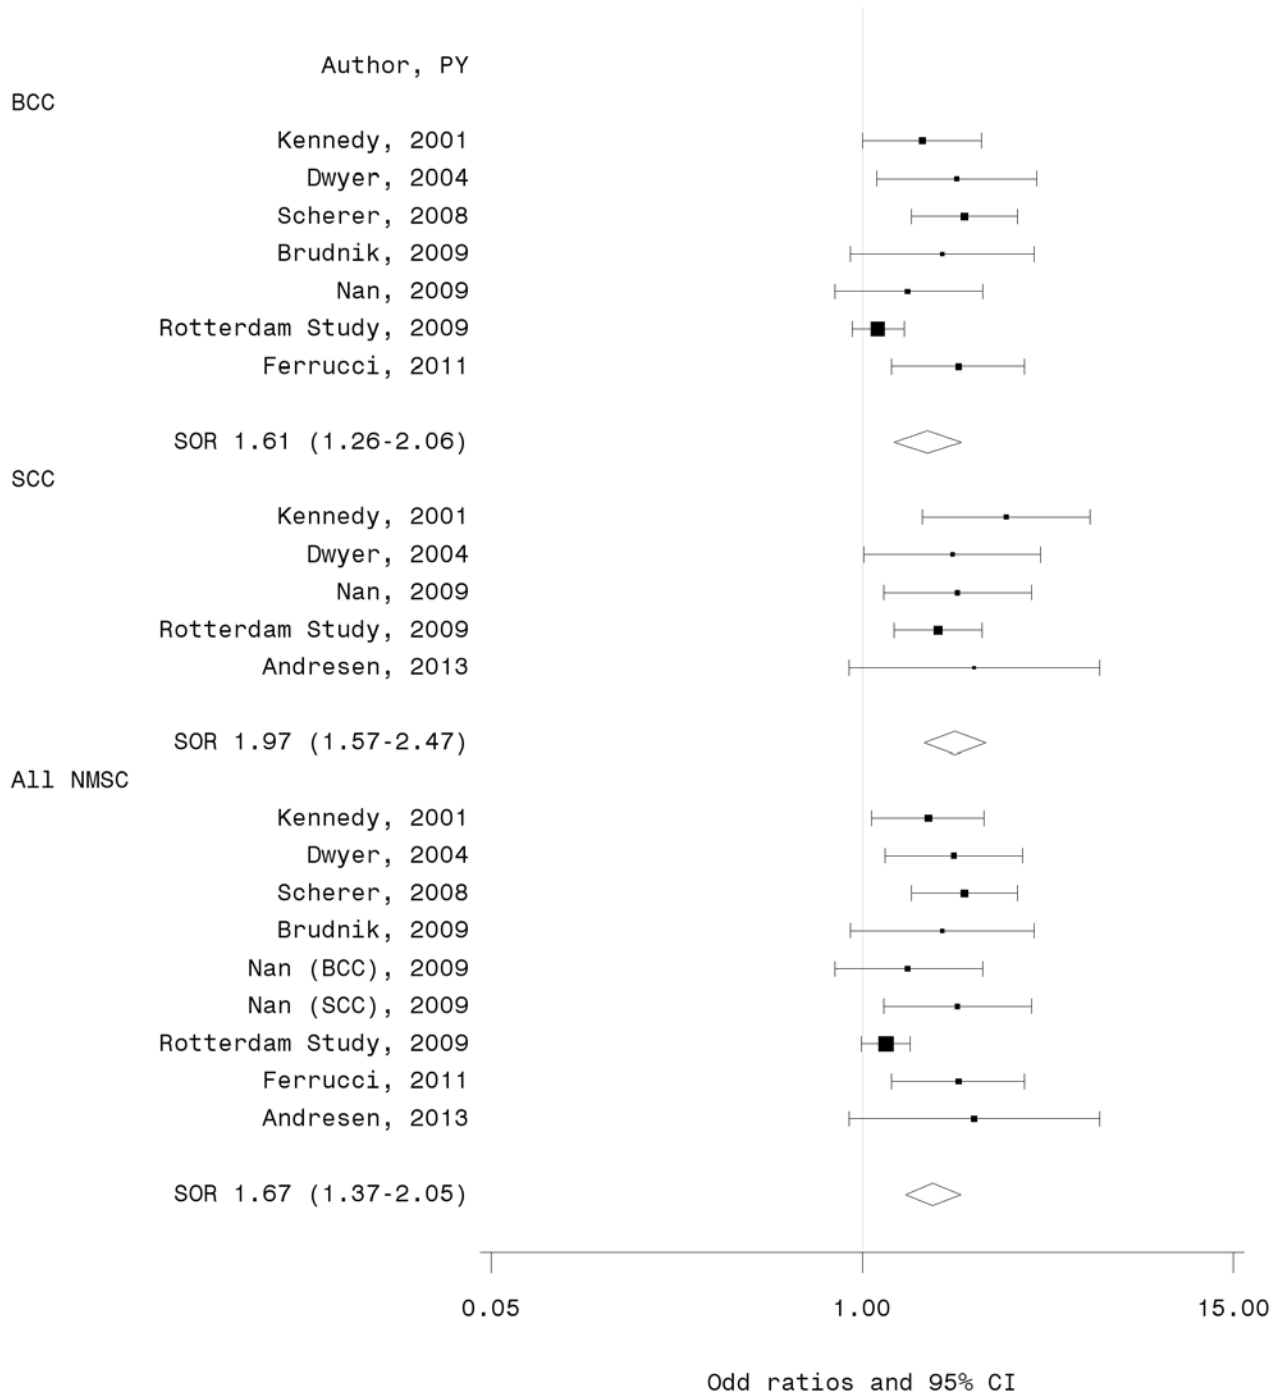 Author, PY
BCC
Kennedy, 2001
Dwyer, 2004
Scherer, 2008
Brudnik, 2009
Nan, 2009
Rotterdam Study, 2009
Ferrucci, 2011
SOR 1.61 (1.26-2.06)
SCC
Kennedy, 2001
Dwyer, 2004
Nan, 2009
Rotterdam Study, 2009
Andresen, 2013
SOR 1.97 (1.57-2.47)
All NMSC
Kennedy, 2001
Dwyer, 2004
Scherer, 2008
Brudnik, 2009
Nan (BCC), 2009
Nan (SCC), 2009
Rotterdam Study, 2009
Ferrucci, 2011
Andresen, 2013
SOR 1.67 (1.37-2.05)
0.05 1.00 15.00
Odd ratios and 95% CI